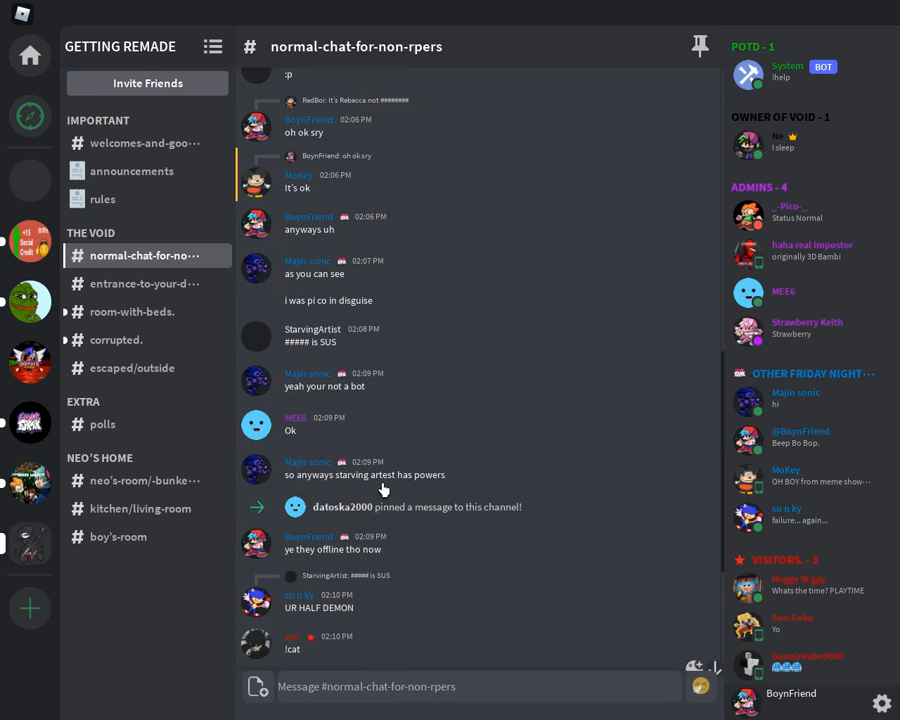 GETTING REMADE
Invite Friends
IMPORTANT
# welcomes-and-goo···
announcements
rules
THE VOID
# normal-chat-for-no···
# entrance-to-your-d···
# room-with-beds.
# corrupted.
# escaped/outside
EXTRA
# polls
NEO'S HOME
# neo's-room/-bunke···
# kitchen/living-room
# boy's-room
# normal-chat-for-non-rpers
:p
RedBoi: It's Rebecca not ########
BoynFriend 02:06 PM
oh ok sry
BoynFriend: oh ok sry
MoKey 02:06 PM
It's ok
BoynFriend 02:06 PM
anyways uh
Majin sonic 02:07 PM
as you can see
i was pi co in disguise
StarvingArtist 02:08 PM
##### is SUS
Majin sonic 02:09 PM
yeah your not a bot
MEE6 02:09 PM
Ok
Majin sonic 02:09 PM
so anyways starving artest has powers
datoska2000 pinned a message to this channel!
BoynFriend 02:09 PM
ye they offline tho now
StarvingArtist: ##### is SUS
su n ky 02:10 PM
UR HALF DEMON
02:10 PM
!cat
Message #normal-chat-for-non-rpers
POTD - 1
System BOT
!help
OWNER OF VOID - 1
Ne
I sleep
ADMINS - 4
_-Pico-_
Status Normal
haha real impostor
originally 3D Bambi
MEE6
Strawberry Keith
Strawberry
OTHER FRIDAY NIGHT···
Majin sonic
hi
@BoynFriend
Beep Bo Bop.
MoKey
OH BOY from meme show···
su n ky
failure... again...
VISITORS. - 3
Huggy W ggy
Whats the time? PLAYTIME
Son Goku
Yo
GemGrinder9000
BoynFriend
+15
Social
Credit